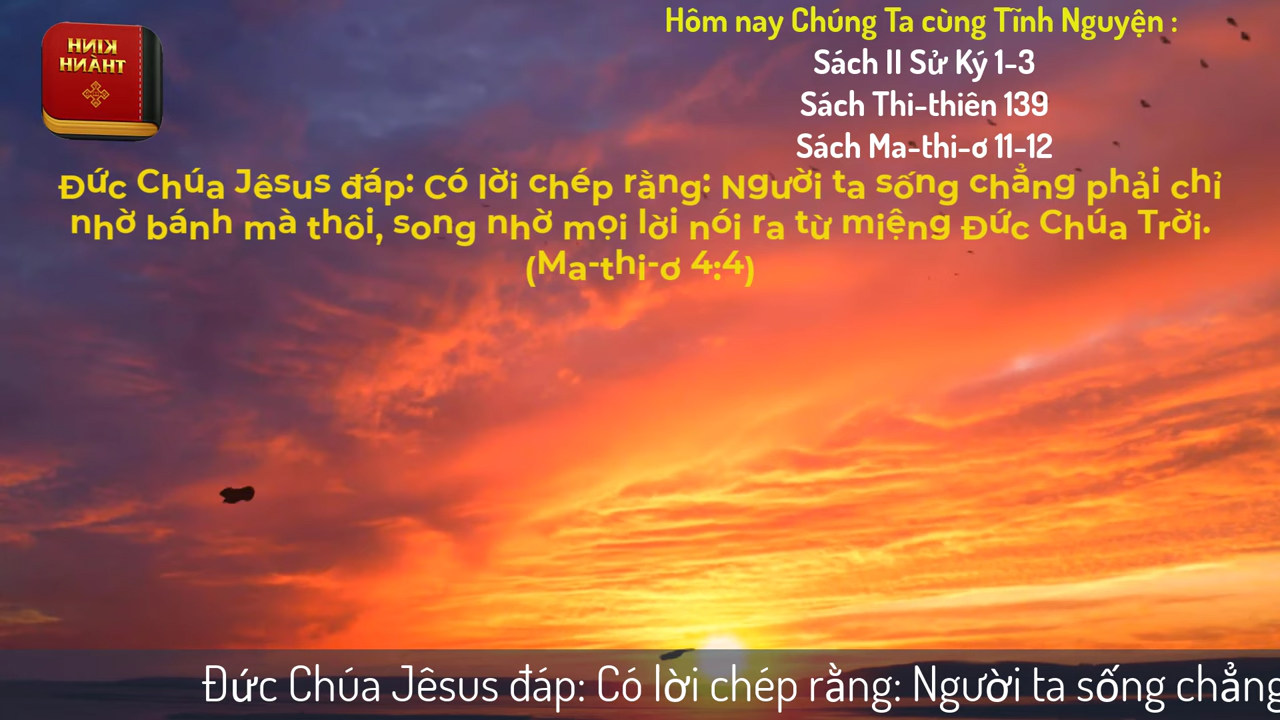 KINH
THÀNH
Hôm nay Chúng Ta cùng Tĩnh Nguyện :
Sách II Sử Ký 1-3
Sách Thi-thiên 139
Sách Ma-thi-ơ 11-12
Đức Chúa Jêsus đáp: Có lời chép rằng: Người ta sống chẳng phải chỉ
nhờ bánh mà thôi, song nhờ mọi lời nói ra từ miệng Đức Chúa Trời.
(Ma-thi-ơ 4:4)
Đức Chúa Jêsus đáp: Có lời chép rằng: Người ta sống chẳng